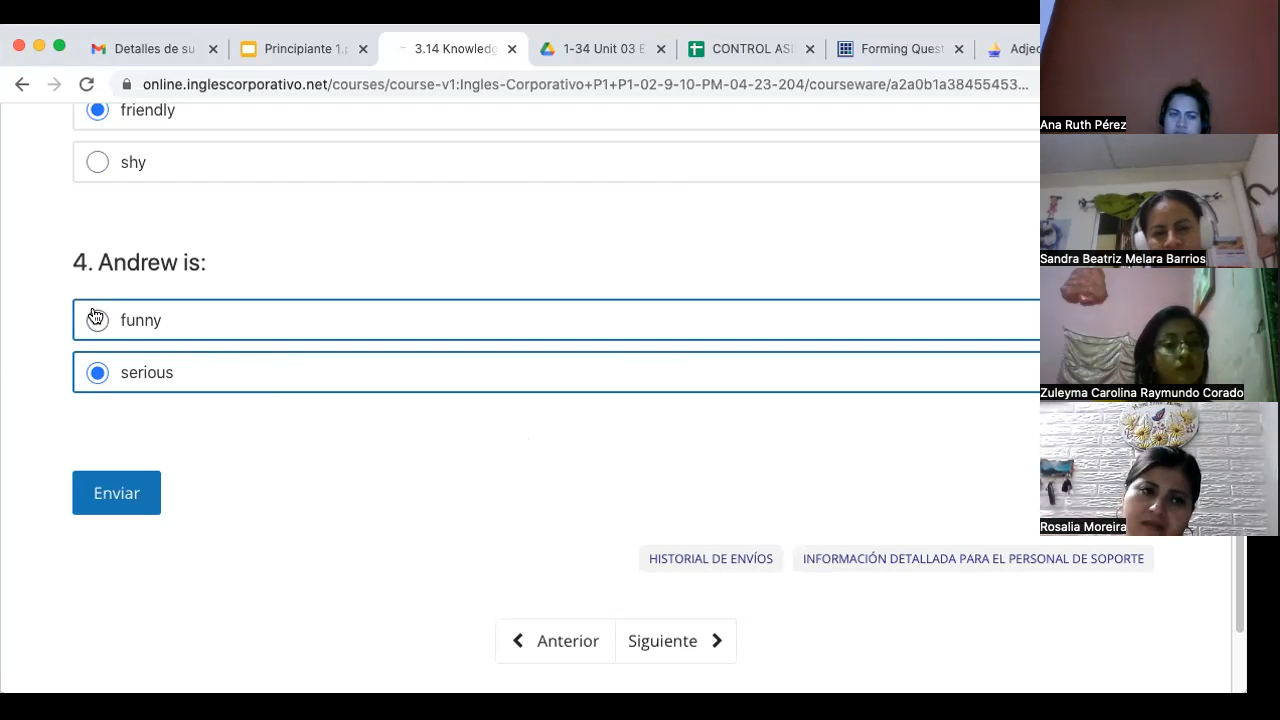 Detalles de su
Principiante 1.
3.14 Knowledg
1-34 Unit 03 E
CONTROL ASI
Forming Quest
Adjec
online.inglescorporativo.net/courses/course-v1:Ingles-Corporativo+P1+P1-02-9-10-PM-04-23-204/courseware/a2a0b1a38455453...
friendly
shy
4. Andrew is:
funny
serious
Enviar
HISTORIAL DE ENVÍOS
INFORMACIÓN DETALLADA PARA EL PERSONAL DE SOPORTE
Anterior
Siguiente
Ana Ruth Pérez
Sandra Beatriz Melara Barrios
Zuleyma Carolina Raymundo Corado
Rosalia Moreira